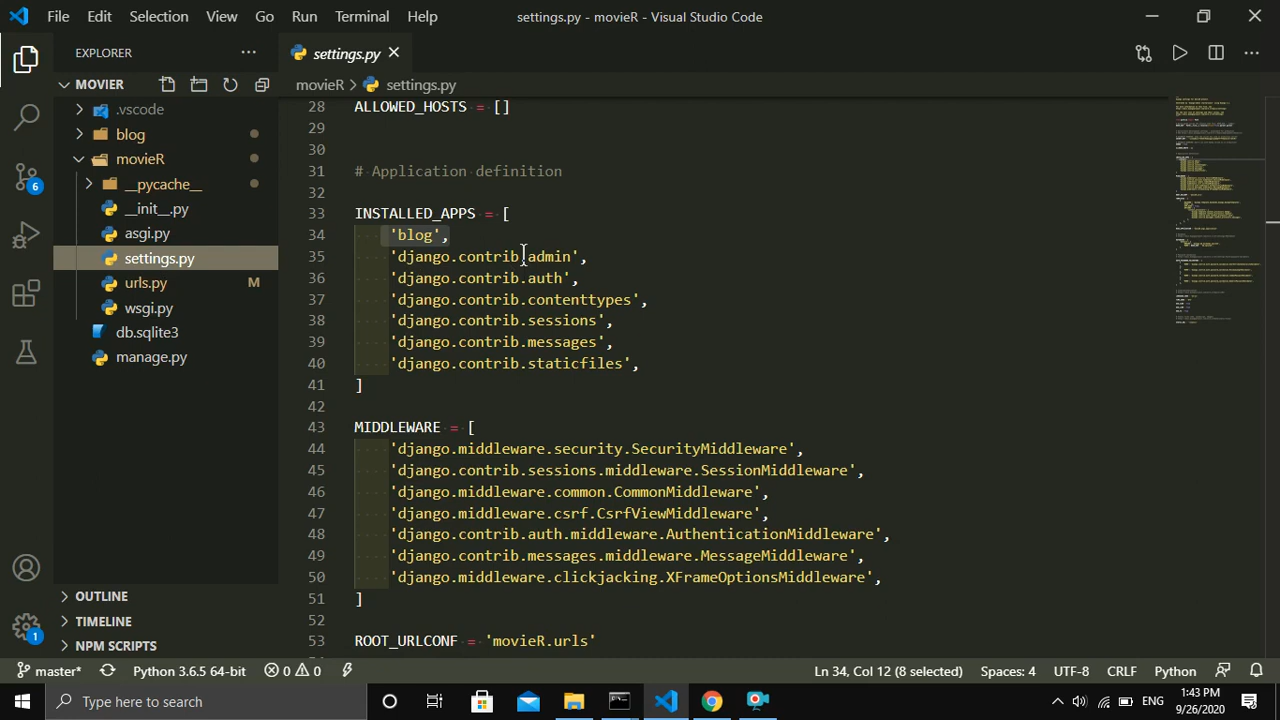 File Edit Selection View Go Run Terminal Help
settings.py - movieR - Visual Studio Code
EXPLORER
MOVIER
.vscode
blog
movieR
__pycache__
__init__.py
asgi.py
settings.py
urls.py M
wsgi.py
db.sqlite3
manage.py
OUTLINE
TIMELINE
NPM SCRIPTS
6
1
settings.py
movieR > settings.py
28 ALLOWED_HOSTS = []
29
30
31 # Application definition
32
33 INSTALLED_APPS = [
34 'blog',
35 'django.contrib.admin',
36 'django.contrib.auth',
37 'django.contrib.contenttypes',
38 'django.contrib.sessions',
39 'django.contrib.messages',
40 'django.contrib.staticfiles',
41 ]
42
43 MIDDLEWARE = [
44 'django.middleware.security.SecurityMiddleware',
45 'django.contrib.sessions.middleware.SessionMiddleware',
46 'django.middleware.common.CommonMiddleware',
47 'django.middleware.csrf.CsrfViewMiddleware',
48 'django.contrib.auth.middleware.AuthenticationMiddleware',
49 'django.contrib.messages.middleware.MessageMiddleware',
50 'django.middleware.clickjacking.XFrameOptionsMiddleware',
51 ]
52
53 ROOT_URLCONF = 'movieR.urls'
master* Python 3.6.5 64-bit 0 0 Ln 34, Col 12 (8 selected) Spaces: 4 UTF-8 CRLF Python
Type here to search
ENG
1:43 PM
9/26/2020